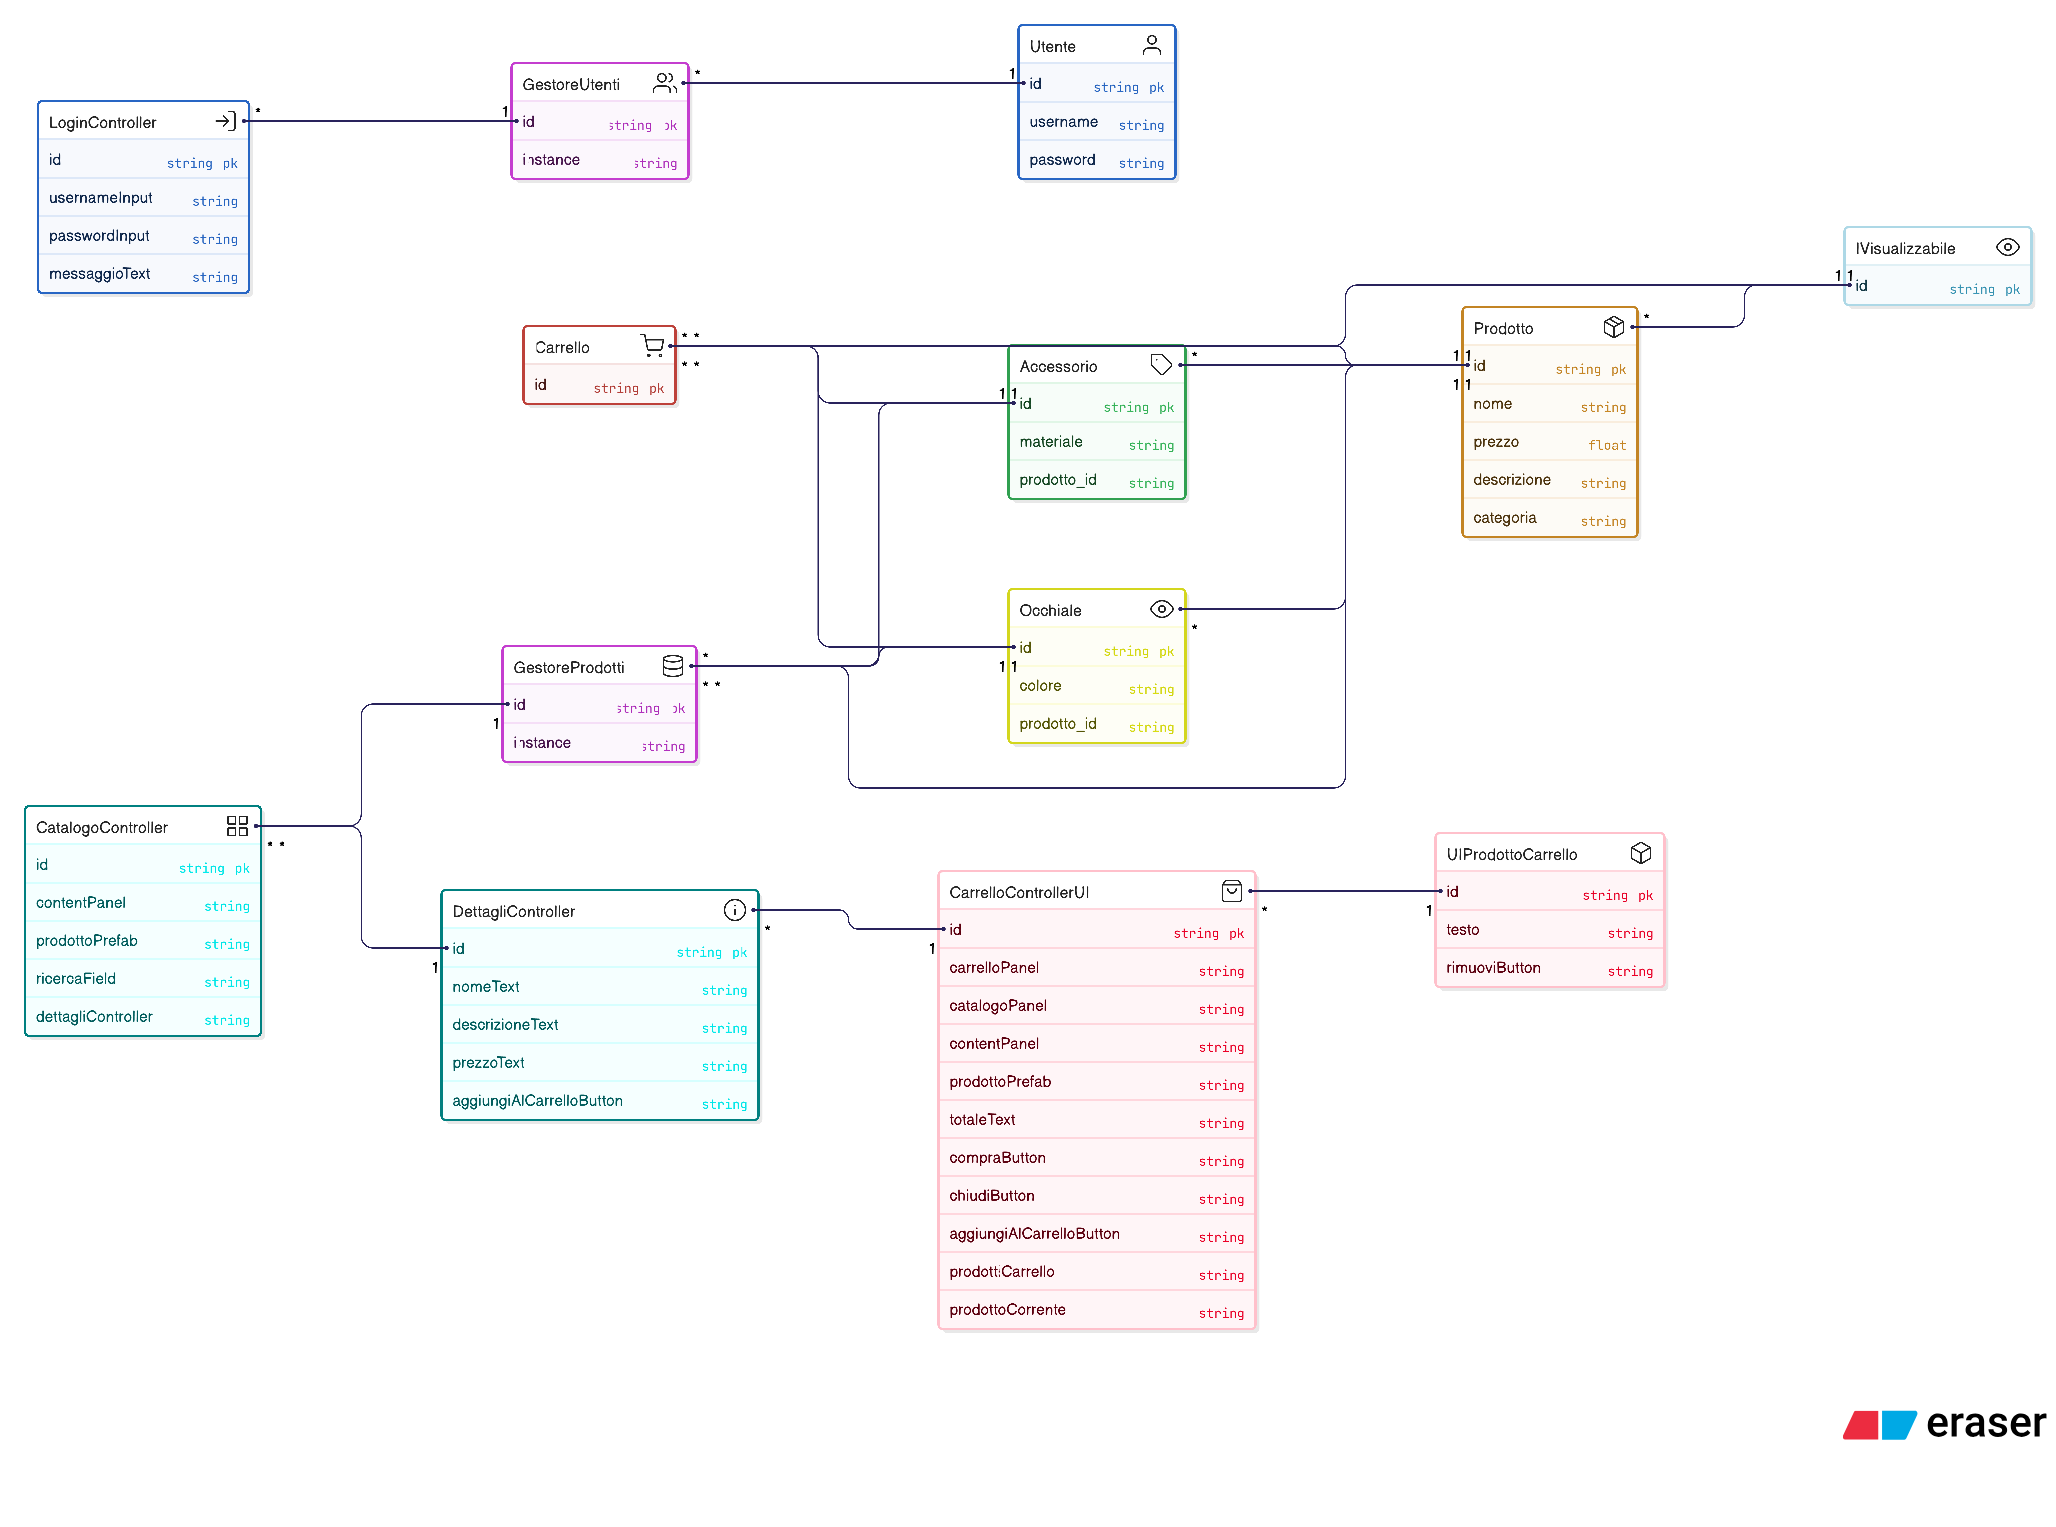 Utente
id string pk
username string
password string
* 1
GestoreUtenti
id string pk
instance string
* 1
LoginController
id string pk
usernameInput string
passwordInput string
messaggioText string
IVisualizzabile
id string pk
1 1
Carrello
id string pk
* *
* *
Accessorio
id string pk
materiale string
prodotto_id string
*
1 1
Prodotto
id string pk
nome string
prezzo float
descrizione string
categoria string
*
1 1
1 1
Occhiale
id string pk
colore string
prodotto_id string
*
1 1
GestoreProdotti
id string pk
instance string
*
* *
1
CatalogoController
id string pk
contentPanel string
prodottoPrefab string
ricercaField string
dettagliController string
* *
DettagliController
id string pk
nomeText string
descrizioneText string
prezzoText string
aggiungiAlCarrelloButton string
*
1
CarrelloControllerUI
id string pk
carrelloPanel string
catalogoPanel string
contentPanel string
prodottoPrefab string
totaleText string
compraButton string
chiudiButton string
aggiungiAlCarrelloButton string
prodottiCarrello string
prodottoCorrente string
*
1
UIProdottoCarrello
id string pk
testo string
rimuoviButton string
1
eraser